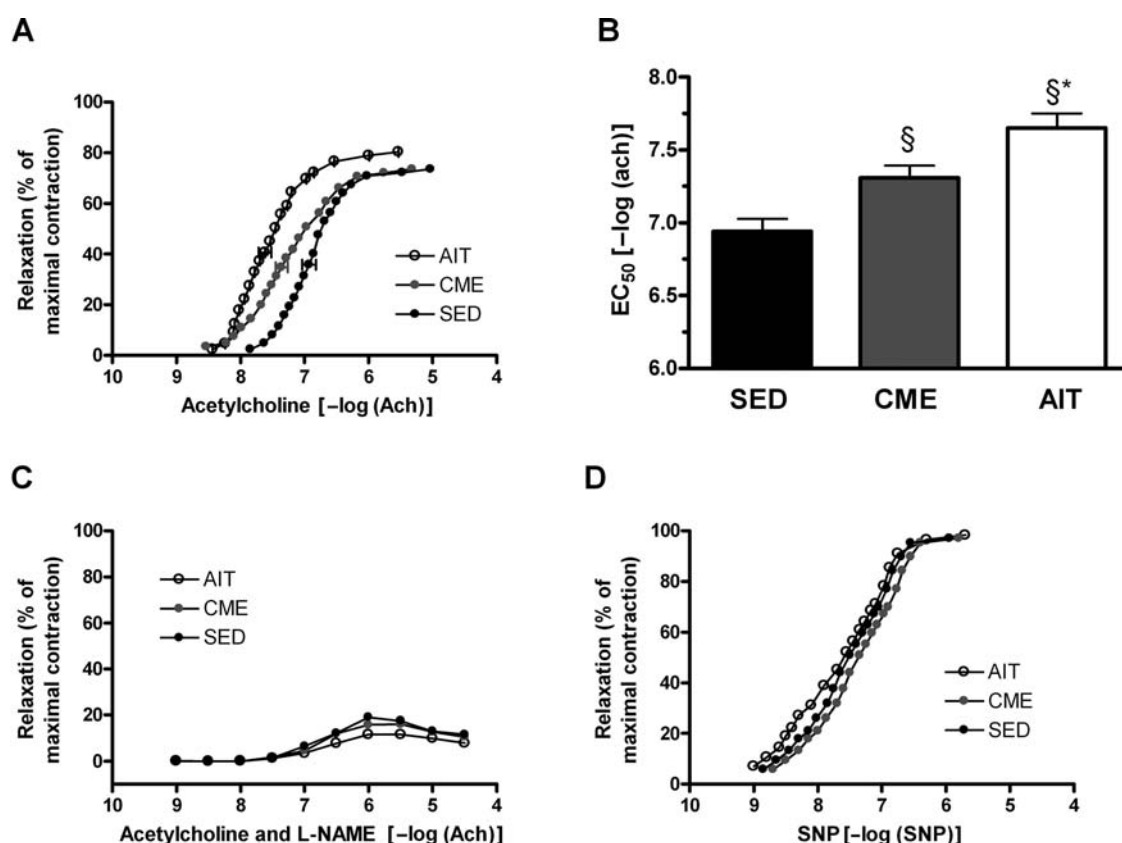 A
Relaxation (% of
maximal contraction)
100
80
60
40
20
0
AIT
CME
SED
10 9 8 7 6 5 4
Acetylcholine [−log (Ach)]
B
EC50 [−log (ach)]
8.0
7.5
7.0
6.5
6.0
§
§*
SED CME AIT
C
Relaxation (% of
maximal contraction)
100
80
60
40
20
0
AIT
CME
SED
10 9 8 7 6 5 4
Acetylcholine and L-NAME [−log (Ach)]
D
Relaxation (% of
maximal contraction)
100
80
60
40
20
0
AIT
CME
SED
10 9 8 7 6 5 4
SNP [−log (SNP)]